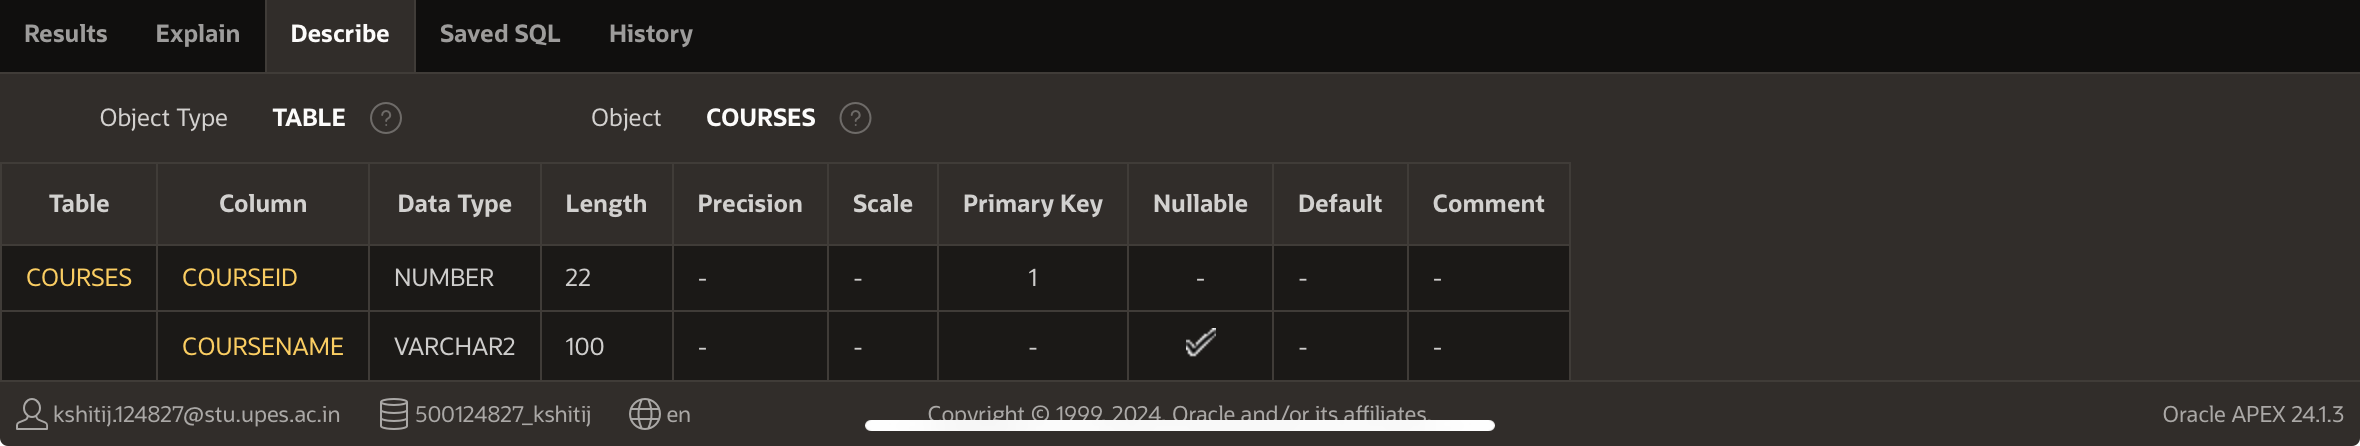 Results Explain Describe Saved SQL History
Object Type TABLE ? Object COURSES ?
Table Column Data Type Length Precision Scale Primary Key Nullable Default Comment
COURSES COURSEID NUMBER 22 - - 1 - - -
COURSENAME VARCHAR2 100 - - - - -
kshitij.124827@stu.upes.ac.in 500124827_kshitij en Copyright © 1999, 2024, Oracle and/or its affiliates. Oracle APEX 24.1.3